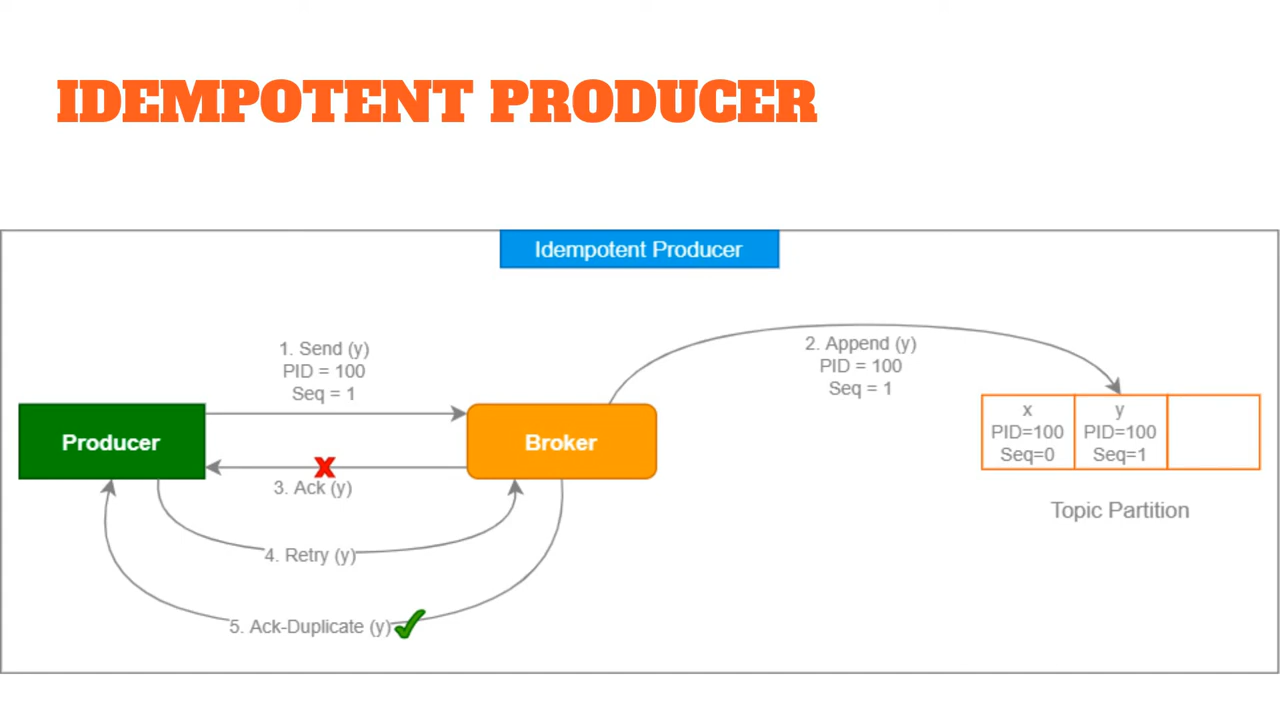 IDEMPOTENT PRODUCER
Idempotent Producer
1. Send (y)
PID = 100
Seq = 1
2. Append (y)
PID = 100
Seq = 1
Producer
Broker
x
PID=100
Seq=0
y
PID=100
Seq=1
X
3. Ack (y)
Topic Partition
4. Retry (y)
5. Ack-Duplicate (y)